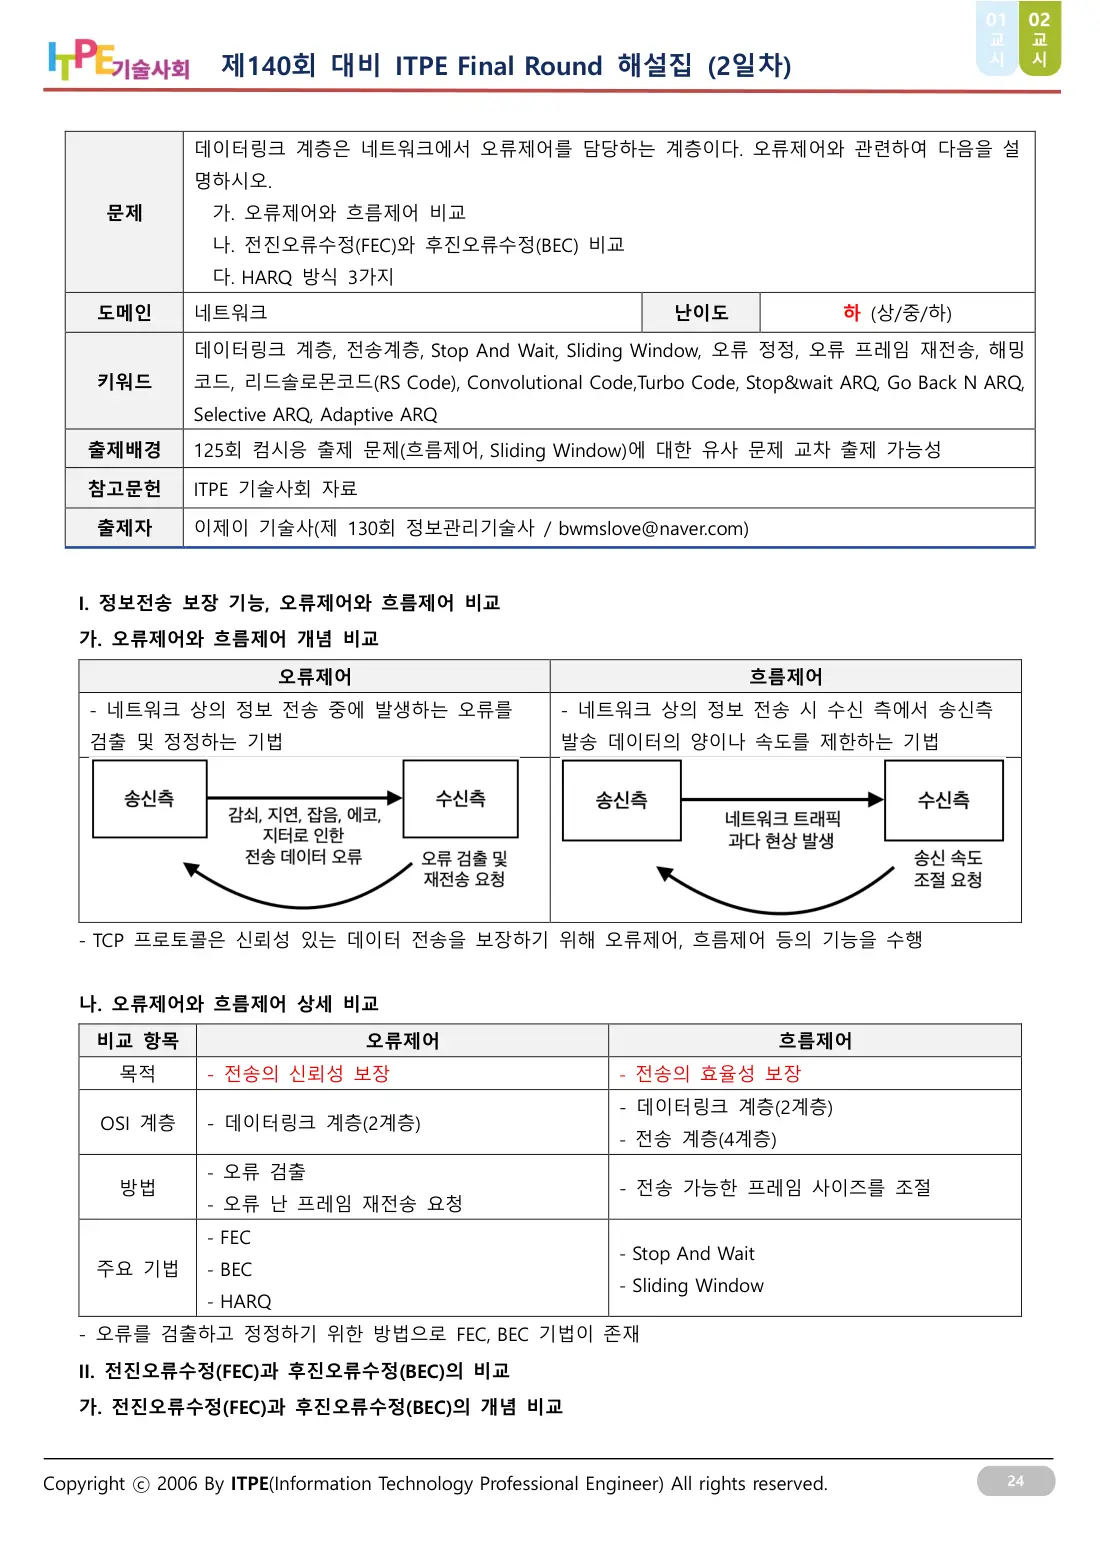 01
교
시
02
교
시
ITPE기술사회 제140회 대비 ITPE Final Round 해설집 (2일차)
문제
데이터링크 계층은 네트워크에서 오류제어를 담당하는 계층이다. 오류제어와 관련하여 다음을 설
명하시오.
가. 오류제어와 흐름제어 비교
나. 전진오류수정(FEC)와 후진오류수정(BEC) 비교
다. HARQ 방식 3가지
도메인 네트워크 난이도 하 (상/중/하)
키워드
데이터링크 계층, 전송계층, Stop And Wait, Sliding Window, 오류 정정, 오류 프레임 재전송, 해밍
코드, 리드솔로몬코드(RS Code), Convolutional Code,Turbo Code, Stop&wait ARQ, Go Back N ARQ,
Selective ARQ, Adaptive ARQ
출제배경 125회 컴시응 출제 문제(흐름제어, Sliding Window)에 대한 유사 문제 교차 출제 가능성
참고문헌 ITPE 기술사회 자료
출제자 이제이 기술사(제 130회 정보관리기술사 / bwmslove@naver.com)
I. 정보전송 보장 기능, 오류제어와 흐름제어 비교
가. 오류제어와 흐름제어 개념 비교
오류제어 흐름제어
- 네트워크 상의 정보 전송 중에 발생하는 오류를
검출 및 정정하는 기법
- 네트워크 상의 정보 전송 시 수신 측에서 송신측
발송 데이터의 양이나 속도를 제한하는 기법
송신측
수신측
감쇠, 지연, 잡음, 에코,
지터로 인한
전송 데이터 오류
오류 검출 및
재전송 요청
송신측
수신측
네트워크 트래픽
과다 현상 발생
송신 속도
조절 요청
- TCP 프로토콜은 신뢰성 있는 데이터 전송을 보장하기 위해 오류제어, 흐름제어 등의 기능을 수행
나. 오류제어와 흐름제어 상세 비교
비교 항목 오류제어 흐름제어
목적 - 전송의 신뢰성 보장 - 전송의 효율성 보장
OSI 계층 - 데이터링크 계층(2계층)
- 데이터링크 계층(2계층)
- 전송 계층(4계층)
방법
- 오류 검출
- 오류 난 프레임 재전송 요청
- 전송 가능한 프레임 사이즈를 조절
주요 기법
- FEC
- BEC
- HARQ
- Stop And Wait
- Sliding Window
- 오류를 검출하고 정정하기 위한 방법으로 FEC, BEC 기법이 존재
II. 전진오류수정(FEC)과 후진오류수정(BEC)의 비교
가. 전진오류수정(FEC)과 후진오류수정(BEC)의 개념 비교
Copyright ⓒ 2006 By ITPE(Information Technology Professional Engineer) All rights reserved.
24